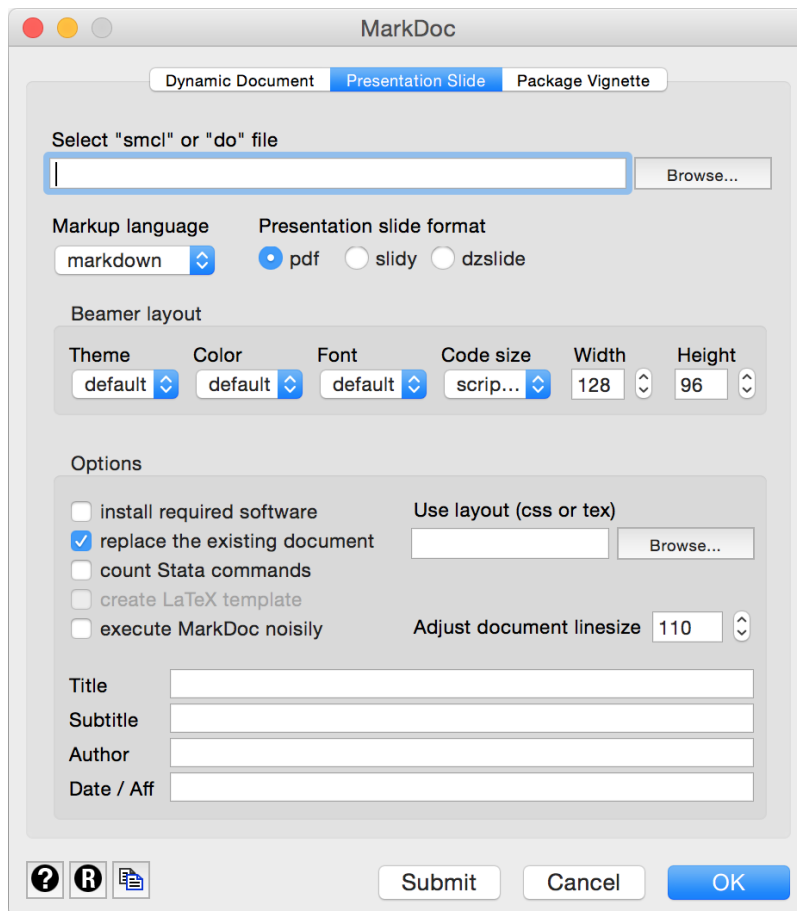 MarkDoc
Dynamic Document Presentation Slide Package Vignette
Select "smcl" or "do" file
Browse...
Markup language Presentation slide format
markdown pdf slidy dzslide
Beamer layout
Theme Color Font Code size Width Height
default default default scrip... 128 96
Options
install required software Use layout (css or tex)
replace the existing document Browse...
count Stata commands
create LaTeX template
execute MarkDoc noisily Adjust document linesize 110
Title
Subtitle
Author
Date / Aff
? R Submit Cancel OK